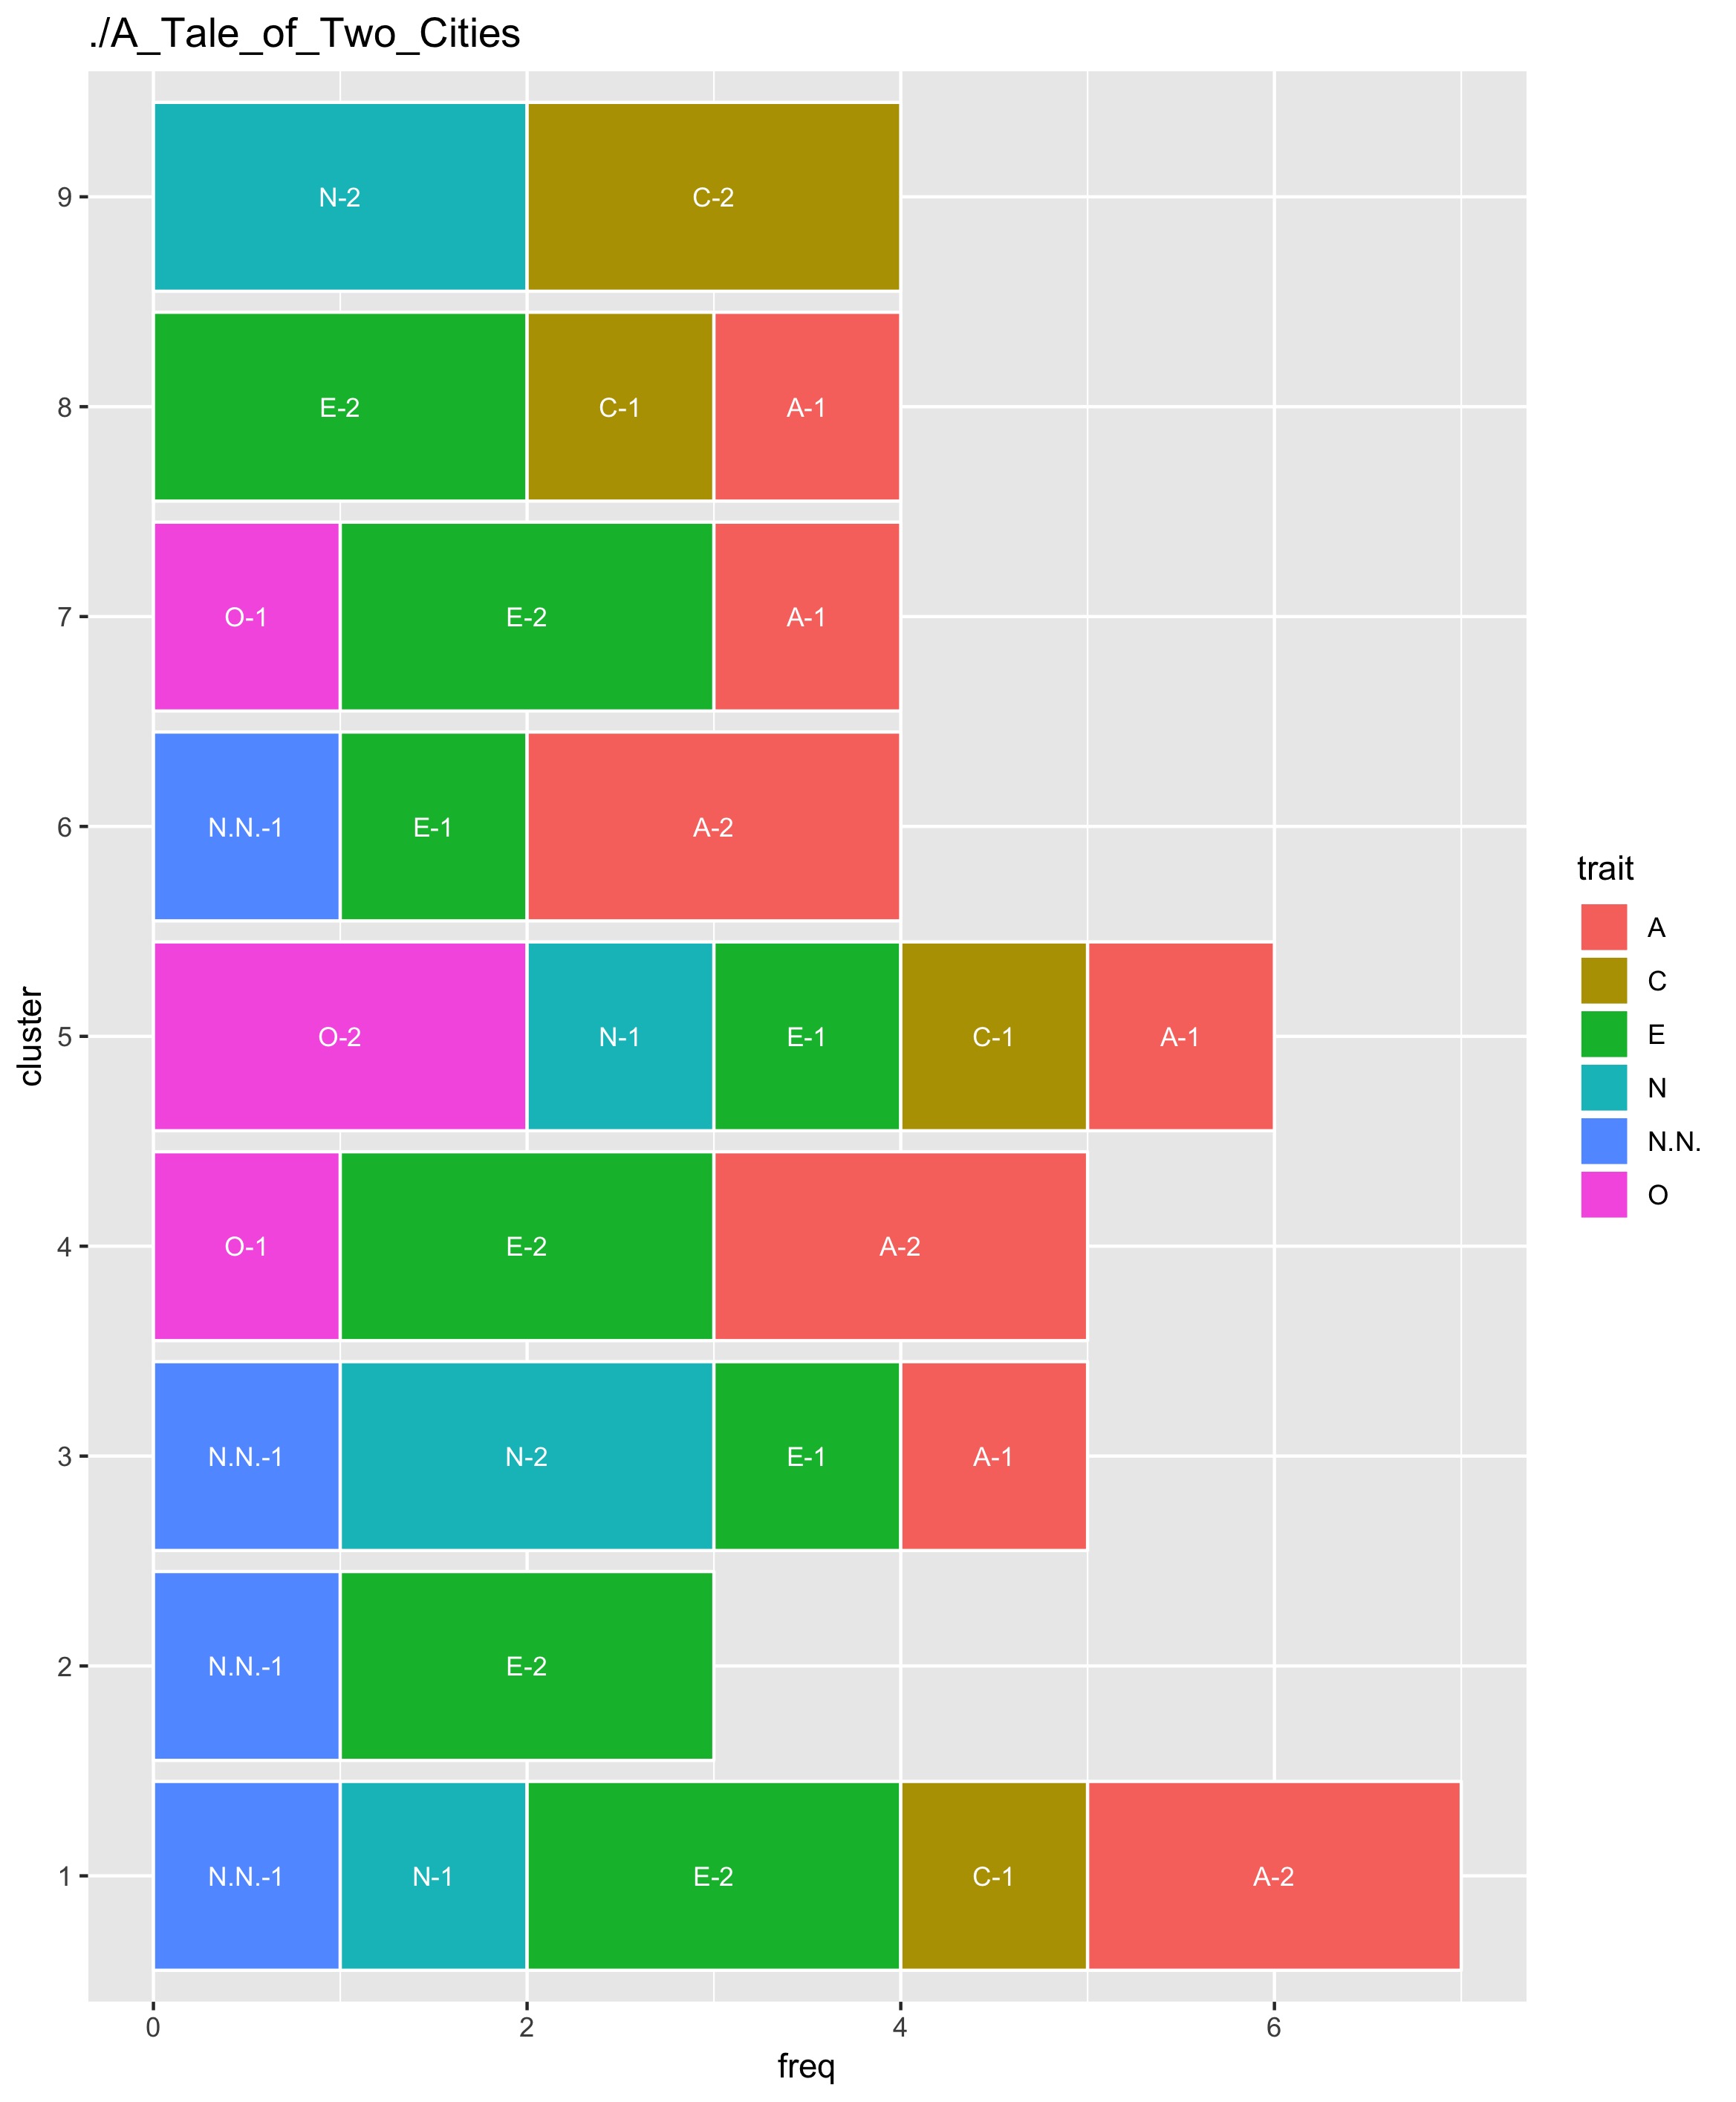 ./A_Tale_of_Two_Cities
9
N-2 C-2
8
E-2 C-1 A-1
7
O-1 E-2 A-1
6
N.N.-1 E-1 A-2
5
O-2 N-1 E-1 C-1 A-1
4
O-1 E-2 A-2
3
N.N.-1 N-2 E-1 A-1
2
N.N.-1 E-2
1
N.N.-1 N-1 E-2 C-1 A-2
cluster
0 2 4 6
freq
trait
A
C
E
N
N.N.
O